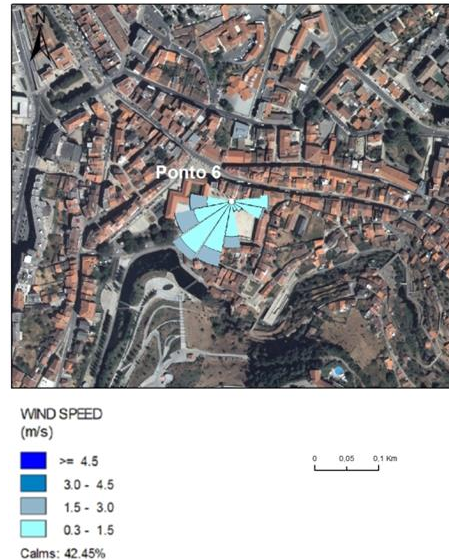 N
Ponto 6
WIND SPEED
(m/s)
>= 4.5
3.0 - 4.5
1.5 - 3.0
0.3 - 1.5
Calms: 42.45%
0 0,05 0,1 Km